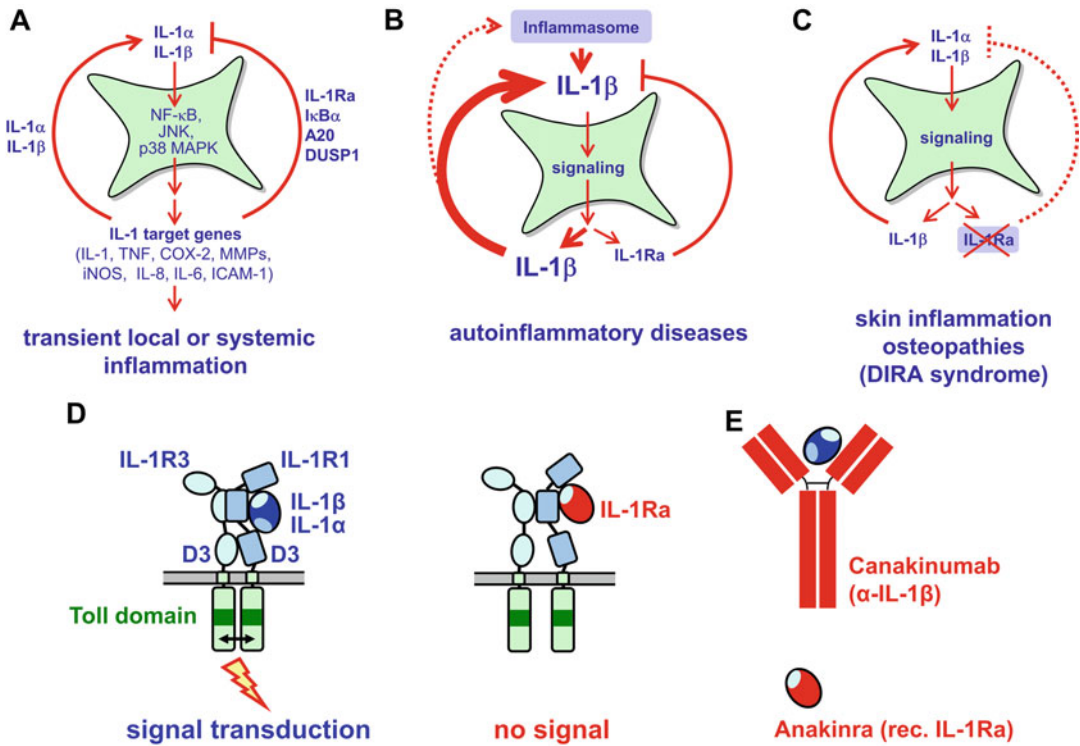 A
IL-1α
IL-1β
IL-1α
IL-1β
NF-κB,
JNK,
p38 MAPK
IL-1Ra
IκBα
A20
DUSP1
IL-1 target genes
(IL-1, TNF, COX-2, MMPs,
iNOS, IL-8, IL-6, ICAM-1)
transient local or systemic
inflammation
B
Inflammasome
IL-1β
signaling
IL-1β
IL-1Ra
autoinflammatory diseases
C
IL-1α
IL-1β
signaling
IL-1β
IL-1Ra
skin inflammation
osteopathies
(DIRA syndrome)
D
IL-1R3
IL-1R1
IL-1β
IL-1α
D3
D3
Toll domain
signal transduction
IL-1Ra
no signal
E
Canakinumab
(α-IL-1β)
Anakinra (rec. IL-1Ra)